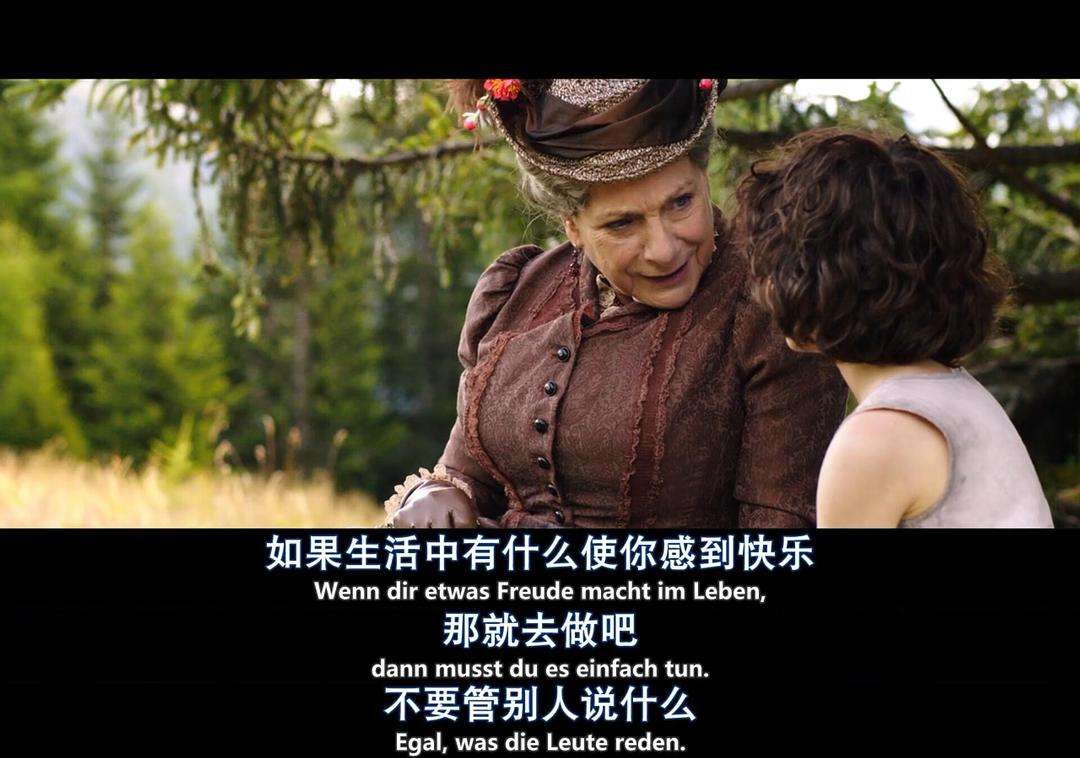 如果生活中有什么使你感到快乐
Wenn dir etwas Freude macht im Leben,
那就去做吧
dann musst du es einfach tun.
不要管别人说什么
Egal, was die Leute reden.